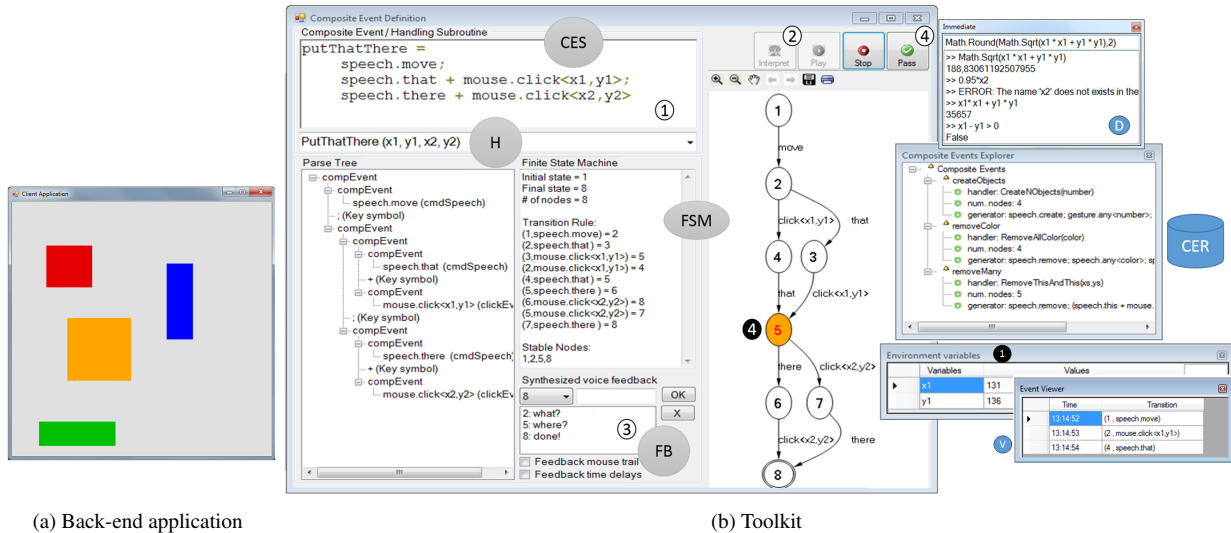 Client Application
(a) Back-end application
Composite Event Definition
Composite Event / Handling Subroutine
CES
putThatThere =
speech.move;
speech.that + mouse.click<x1,y1>;
speech.there + mouse.click<x2,y2>
1
PutThatThere (x1, y1, x2, y2)
H
Parse Tree
compEvent
compEvent
speech.move (cmdSpeech)
; (Key symbol)
compEvent
compEvent
compEvent
speech.that (cmdSpeech)
+ (Key symbol)
compEvent
mouse.click<x1,y1> (clickEv
; (Key symbol)
compEvent
compEvent
speech.there (cmdSpeech)
+ (Key symbol)
compEvent
mouse.click<x2,y2> (clickEv
Finite State Machine
FSM
Initial state = 1
Final state = 8
# of nodes = 8
Transition Rule:
(1,speech.move) = 2
(2,speech.that ) = 3
(3,mouse.click<x1,y1>) = 5
(2,mouse.click<x1,y1>) = 4
(4,speech.that ) = 5
(5,speech.there ) = 6
(6,mouse.click<x2,y2>) = 8
(5,mouse.click<x2,y2>) = 7
(7,speech.there ) = 8
Stable Nodes:
1,2,5,8
Synthesized voice feedback
8
OK
X
2: what?
5: where?
8: done!
3
FB
Feedback mouse trail
Feedback time delays
2
4
Interpret
Play
Stop
Pass
1
move
2
click<x1,y1>
that
4
3
that
click<x1,y1>
4
5
there
click<x2,y2>
6
7
click<x2,y2>
there
8
Immediate
Math.Round(Math.Sqrt(x1 * x1 + y1 * y1),2)
>> Math.Sqrt(x1 * x1 + y1 * y1)
188,83061192507955
>> 0.95*x2
>> ERROR: The name 'x2' does not exists in the
>> x1* x1 + y1 * y1
35657
>> x1 - y1 > 0
False
D
Composite Events Explorer
Composite Events
createObjects
handler: CreateNObjects(number)
num. nodes: 4
generator: speech.create; gesture.any<number>;
removeColor
handler: RemoveAllColor(color)
num. nodes: 4
generator: speech.remove; speech.any<color>; sp
removeMany
handler: RemoveThisAndThis(xs,ys)
num. nodes: 5
generator: speech.remove; (speech.this + mouse.
CER
Environment variables
1
Variables
Values
x1
131
y1
136
V
Event Viewer
Time
Transition
13:14:52
(1 , speech.move)
13:14:53
(2 , mouse.click<x1,y1>)
13:14:54
(4 , speech.that)
(b) Toolkit